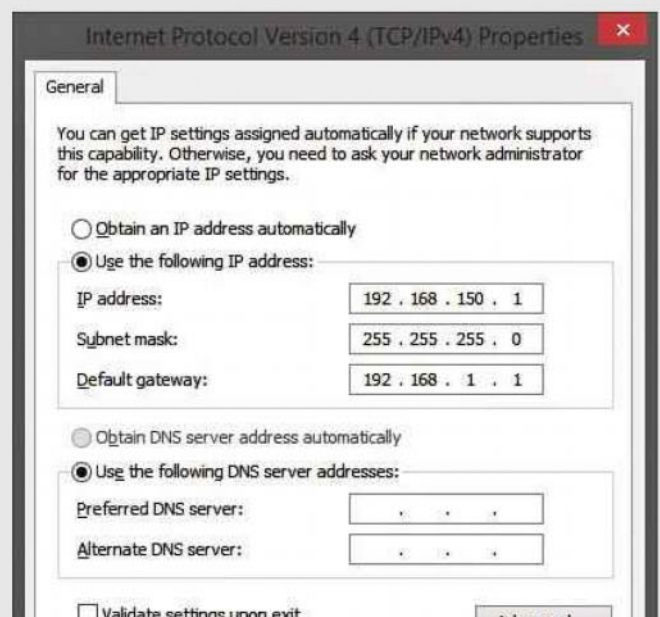 Internet Protocol Version 4 (TCP/IPv4) Properties
General
You can get IP settings assigned automatically if your network supports
this capability. Otherwise, you need to ask your network administrator
for the appropriate IP settings.
Obtain an IP address automatically
Use the following IP address:
IP address: 192 . 168 . 150 . 1
Subnet mask: 255 . 255 . 255 . 0
Default gateway: 192 . 168 . 1 . 1
Obtain DNS server address automatically
Use the following DNS server addresses:
Preferred DNS server: . . .
Alternate DNS server: . . .
Validate settings upon exit